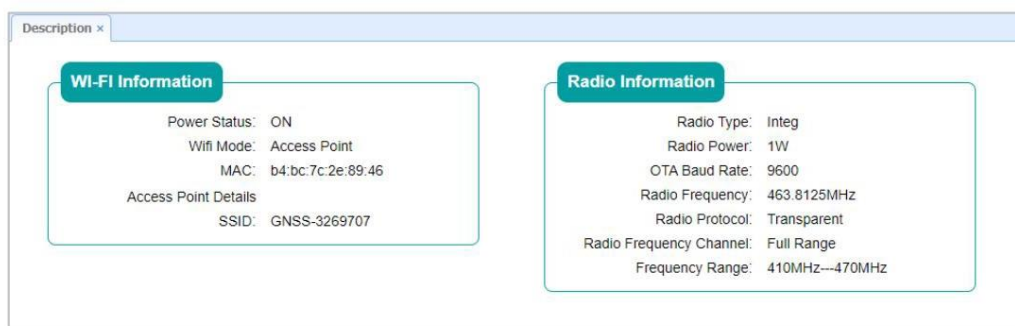 Description ×
WI-FI Information
Power Status: ON
Wifi Mode: Access Point
MAC: b4:bc:7c:2e:89:46
Access Point Details
SSID: GNSS-3269707
Radio Information
Radio Type: Integ
Radio Power: 1W
OTA Baud Rate: 9600
Radio Frequency: 463.8125MHz
Radio Protocol: Transparent
Radio Frequency Channel: Full Range
Frequency Range: 410MHz---470MHz